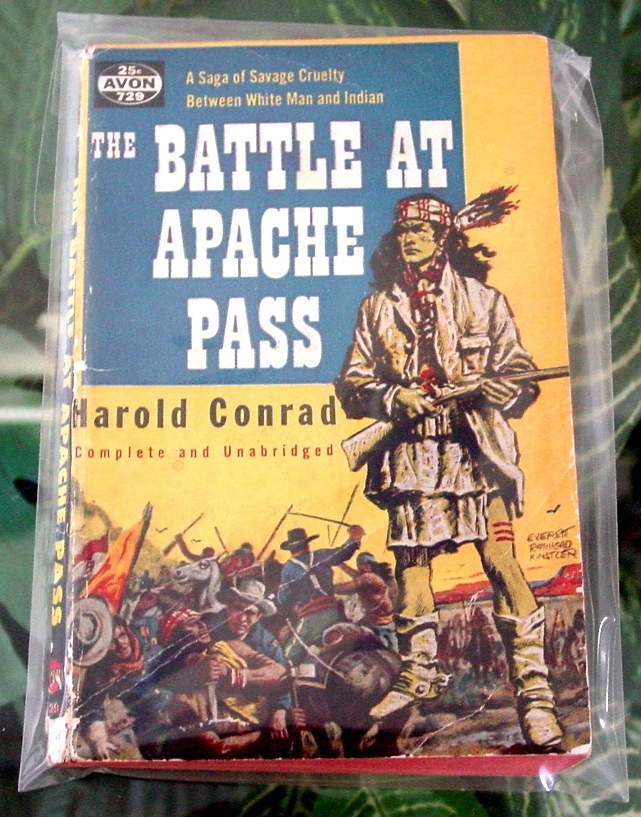 25¢
AVON
729
A Saga of Savage Cruelty
Between White Man and Indian
THE BATTLE AT
APACHE
PASS
Harold Conrad
Complete and Unabridged
EVERETT
RAYMOND
KINSTLER
THE BATTLE AT APACHE PASS